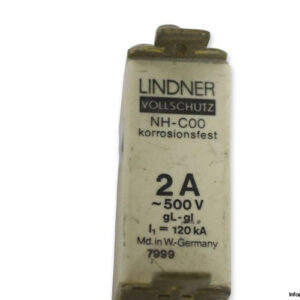 LINDNER
VOLLSCHUTZ
NH-C00
korrosionsfest
2 A
~500 V
gL-gl
I₁ = 120 kA
Md. in W.-Germany
7999